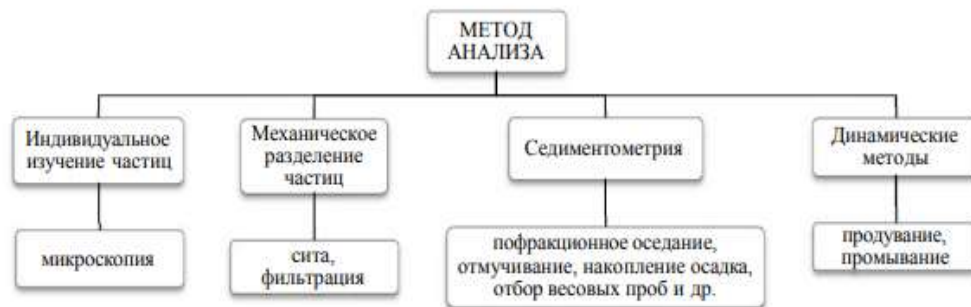 МЕТОД
АНАЛИЗА
Индивидуальное
изучение частиц
Механическое
разделение
частиц
Седиментометрия
Динамические
методы
микроскопия
сита,
фильтрация
пофракционное оседание,
отмучивание, накопление осадка,
отбор весовых проб и др.
продувание,
промывание